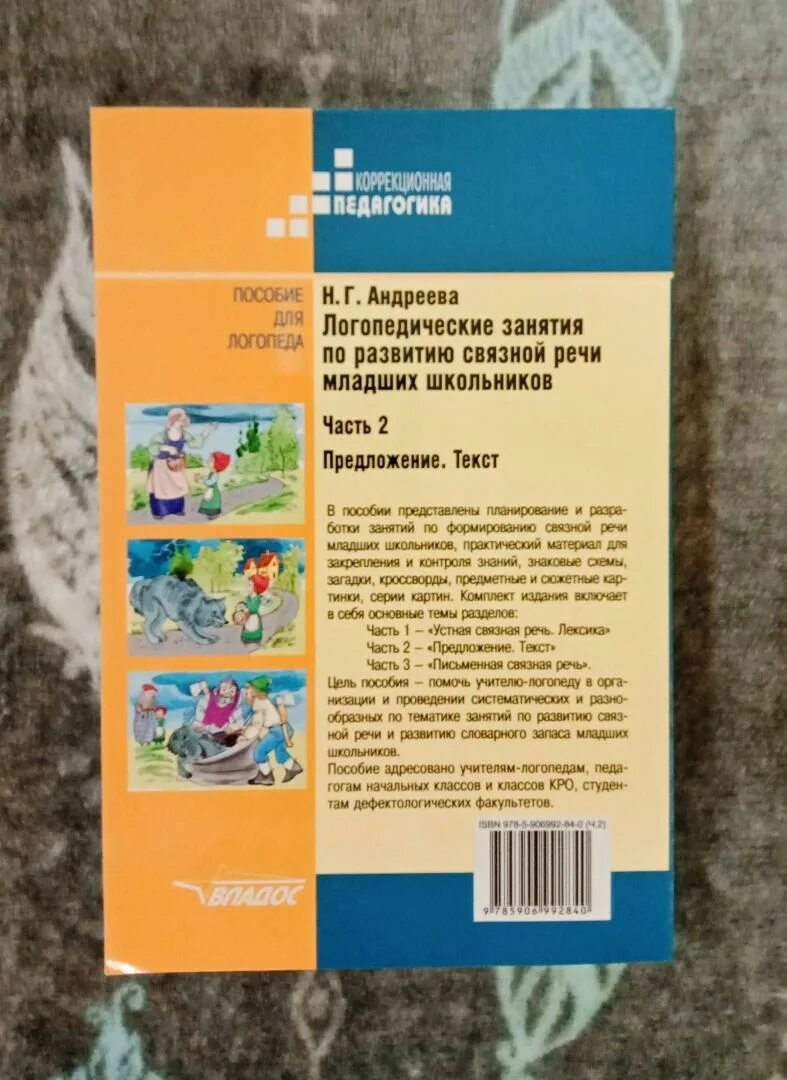 КОРРЕКЦИОННАЯ
ПЕДАГОГИКА
ПОСОБИЕ
ДЛЯ
ЛОГОПЕДА
Н. Г. Андреева
Логопедические занятия
по развитию связной речи
младших школьников
Часть 2
Предложение. Текст
В пособии представлены планирование и разра-
ботки занятий по формированию связной речи
младших школьников, практический материал для
закрепления и контроля знаний, знаковые схемы,
загадки, кроссворды, предметные и сюжетные кар-
тинки, серии картин. Комплект издания включает
в себя основные темы разделов:
Часть 1 – «Устная связная речь. Лексика»
Часть 2 – «Предложение. Текст»
Часть 3 – «Письменная связная речь».
Цель пособия – помочь учителю-логопеду в орга-
низации и проведении систематических и разно-
образных по тематике занятий по развитию связ-
ной речи и развитию словарного запаса младших
школьников.
Пособие адресовано учителям-логопедам, педа-
гогам начальных классов и классов КРО, студен-
там дефектологических факультетов.
ISBN 978-5-906992-84-0 (Ч.2)
9 785906 992840
ВЛАДОС